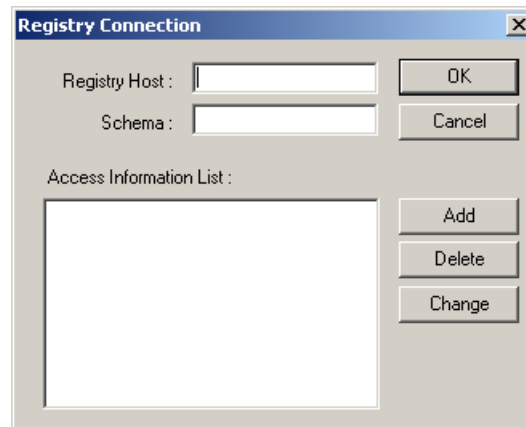 Registry Connection
Registry Host :
OK
Schema :
Cancel
Access Information List :
Add
Delete
Change